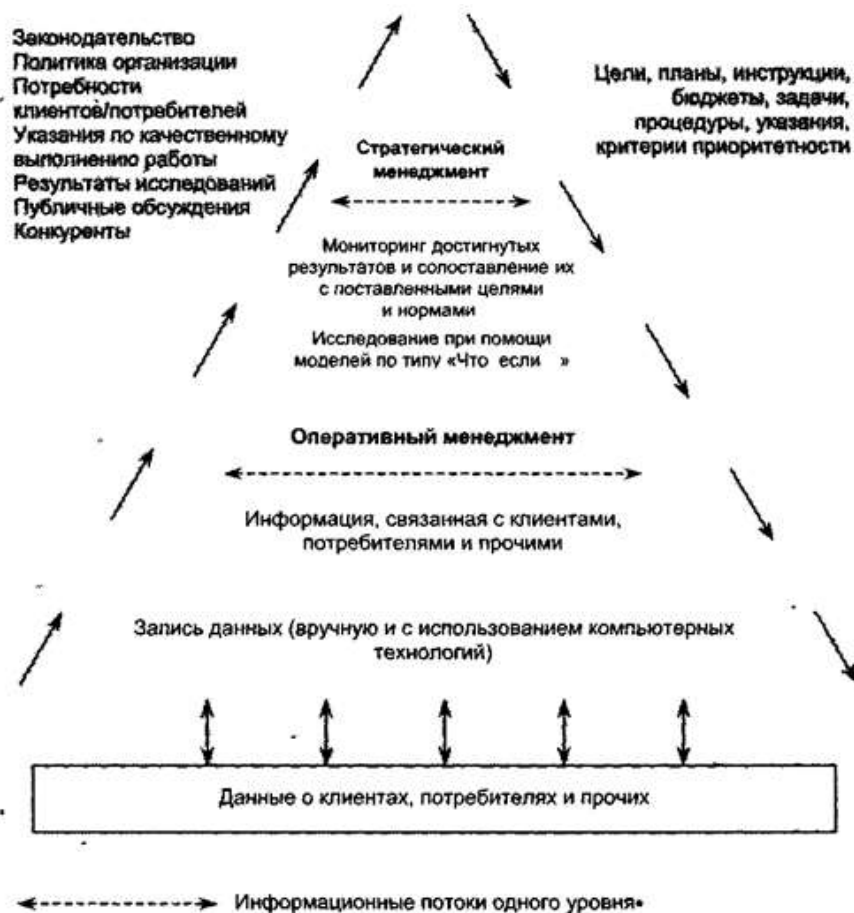 Законодательство
Политика организации
Потребности
клиентов/потребителей
Указания по качественному
выполнению работы
Результаты исследований
Публичные обсуждения
Конкуренты
Цели, планы, инструкции,
бюджеты, задачи,
процедуры, указания,
критерии приоритетности
Стратегический
менеджмент
Мониторинг достигнутых
результатов и сопоставление их
с поставленными целями
и нормами
Исследование при помощи
моделей по типу «Что если »
Оперативный менеджмент
Информация, связанная с клиентами,
потребителями и прочими
Запись данных (вручную и с использованием компьютерных
технологий)
Данные о клиентах, потребителях и прочих
Информационные потоки одного уровня